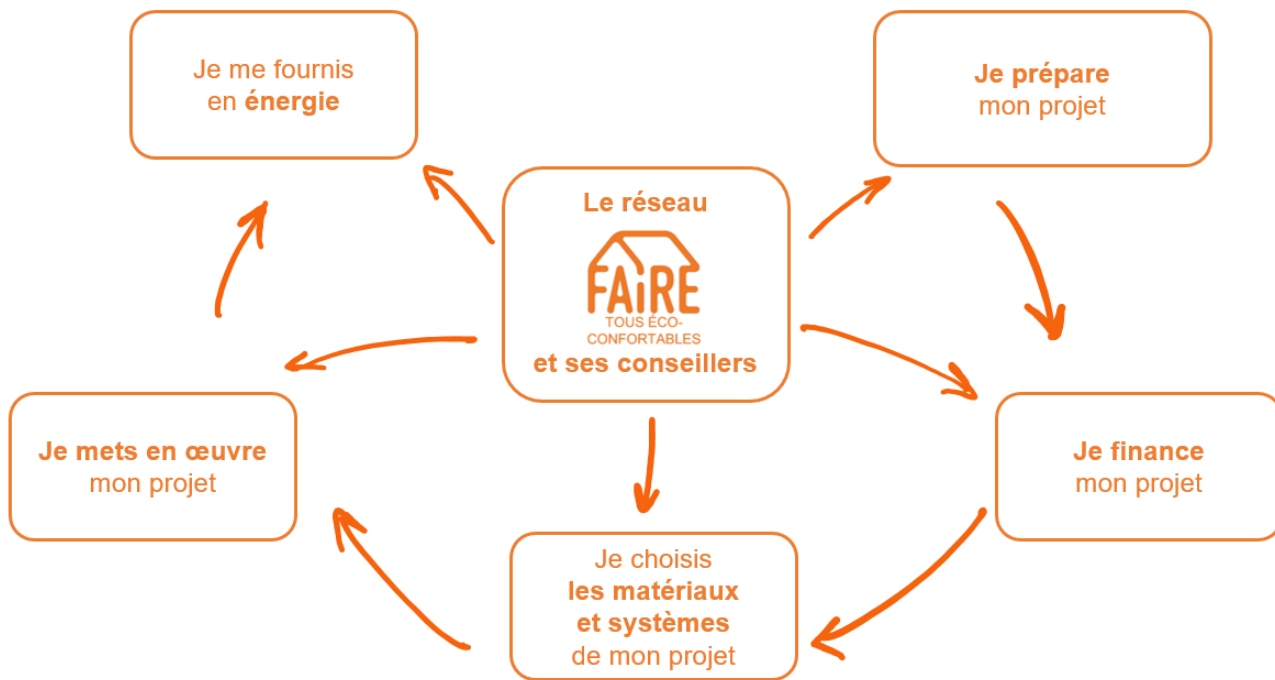 Je me fournis
en énergie
Je prépare
mon projet
Le réseau
FAiRE
TOUS ÉCO-
CONFORTABLES
et ses conseillers
Je mets en œuvre
mon projet
Je finance
mon projet
Je choisis
les matériaux
et systèmes
de mon projet